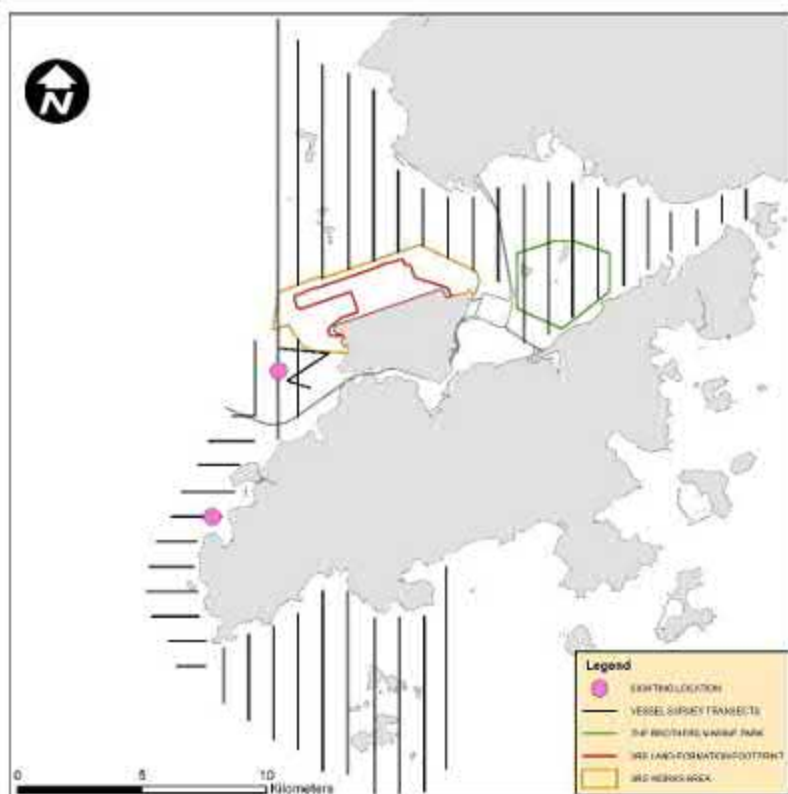 N
Legend
SIGHTING LOCATION
VESSEL SURVEY TRANSECTS
THE BROTHERS MARINE PARK
3RS LAND-FORMATION FOOTPRINT
3RS WORKS AREA
0 5 10
Kilometers